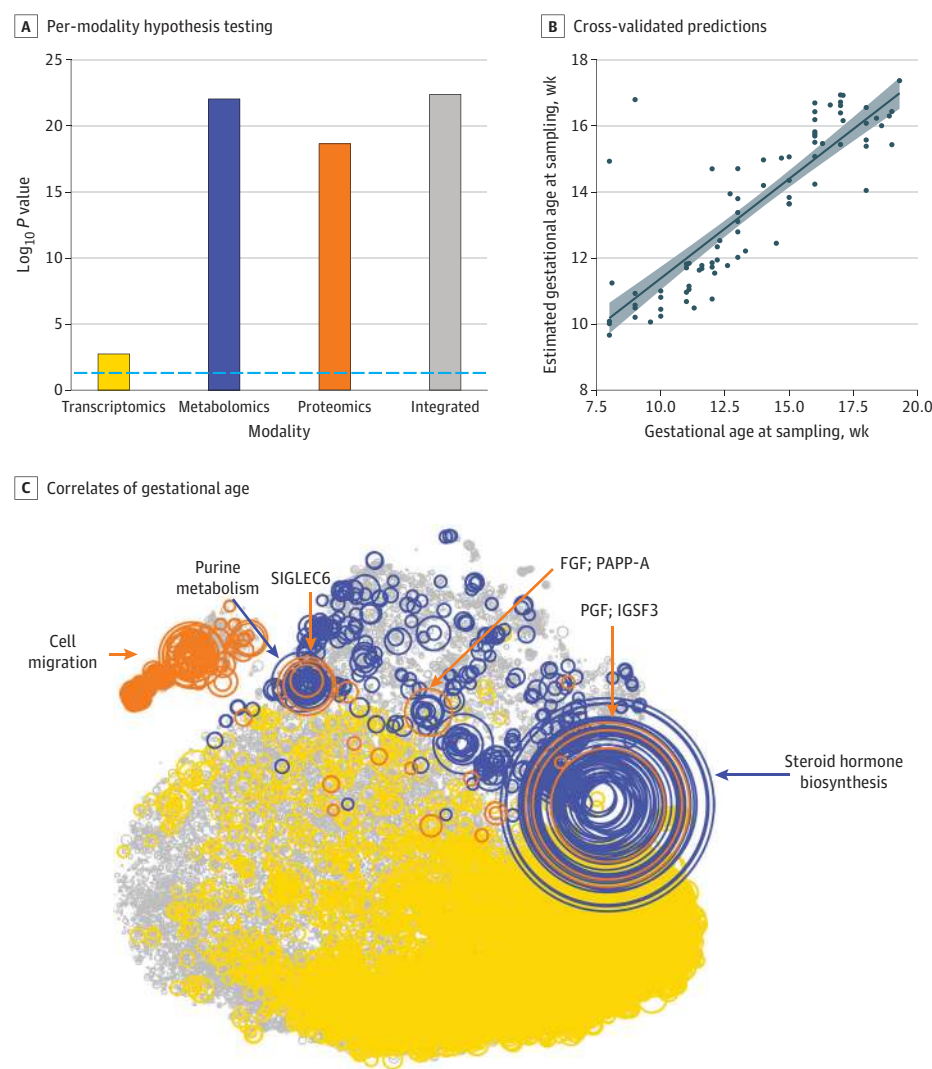 A Per-modality hypothesis testing
25
20
15
10
5
0
Log10 P value
Transcriptomics Metabolomics Proteomics Integrated
Modality
B Cross-validated predictions
18
16
14
12
10
8
Estimated gestational age at sampling, wk
7.5 10.0 12.5 15.0 17.5 20.0
Gestational age at sampling, wk
C Correlates of gestational age
Purine
metabolism
SIGLEC6
FGF; PAPP-A
PGF; IGSF3
Cell
migration
Steroid hormone
biosynthesis